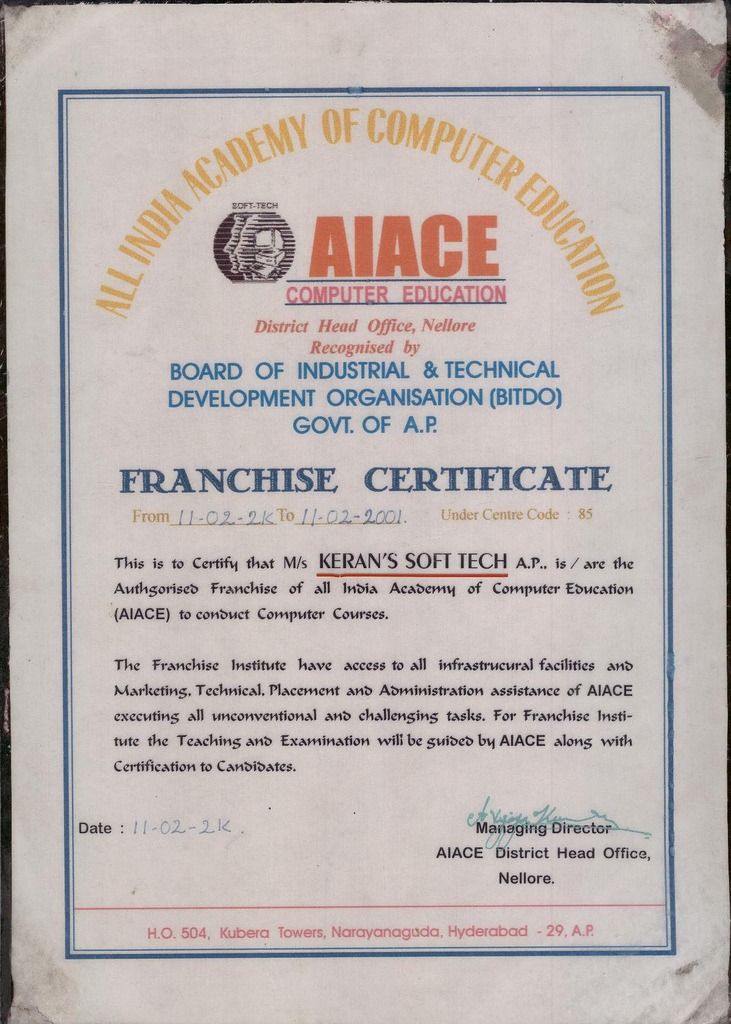 ALL INDIA ACADEMY OF COMPUTER EDUCATION
SOFT-TECH
AIACE
COMPUTER EDUCATION
District Head Office, Nellore
Recognised by
BOARD OF INDUSTRIAL & TECHNICAL
DEVELOPMENT ORGANISATION (BITDO)
GOVT. OF A.P.
FRANCHISE CERTIFICATE
From 11-02-2K To 11-02-2001. Under Centre Code : 85
This is to Certify that M/s KERAN'S SOFT TECH A.P., is / are the
Authgorised Franchise of all India Academy of Computer Education
(AIACE) to conduct Computer Courses.
The Franchise Institute have access to all infrastrucural facilities and
Marketing, Technical, Placement and Administration assistance of AIACE
executing all unconventional and challenging tasks. For Franchise Insti-
tute the Teaching and Examination will be guided by AIACE along with
Certification to Candidates.
Date : 11-02-2K.
Managing Director
AIACE District Head Office,
Nellore.
H.O. 504, Kubera Towers, Narayanaguda, Hyderabad - 29, A.P.